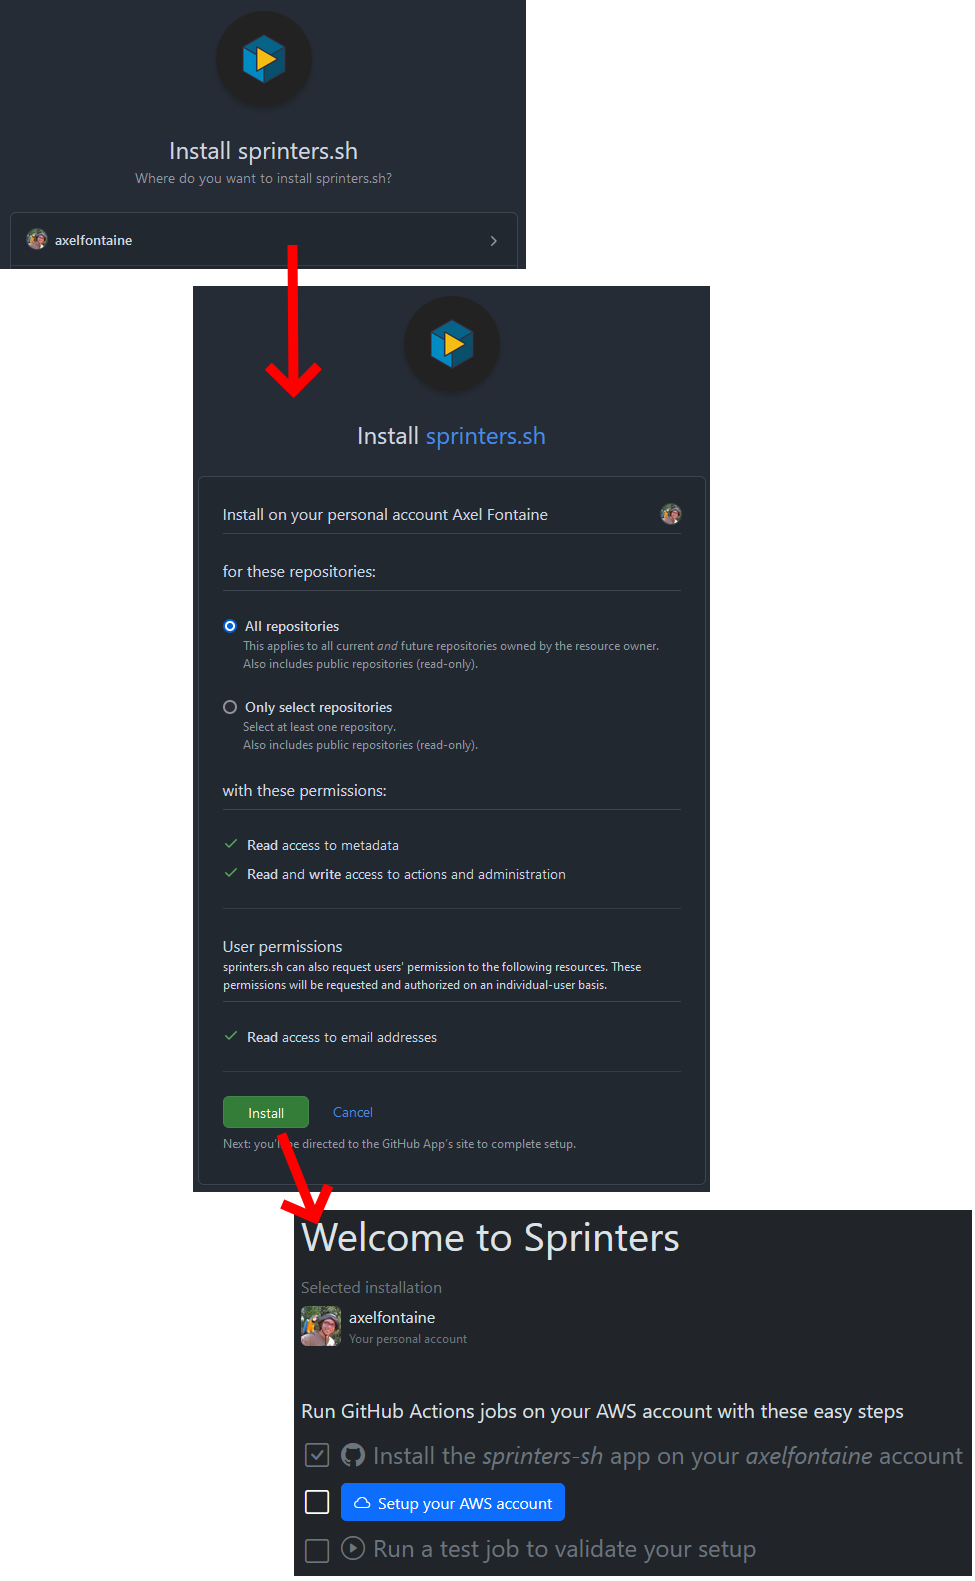 Install sprinters.sh
Where do you want to install sprinters.sh?
axelfontaine
Install sprinters.sh
Install on your personal account Axel Fontaine
for these repositories:
All repositories
This applies to all current and future repositories owned by the resource owner.
Also includes public repositories (read-only).
Only select repositories
Select at least one repository.
Also includes public repositories (read-only).
with these permissions:
Read access to metadata
Read and write access to actions and administration
User permissions
sprinters.sh can also request users' permission to the following resources. These
permissions will be requested and authorized on an individual-user basis.
Read access to email addresses
Install Cancel
Next: you'll be directed to the GitHub App's site to complete setup.
Welcome to Sprinters
Selected installation
axelfontaine
Your personal account
Run GitHub Actions jobs on your AWS account with these easy steps
Install the sprinters-sh app on your axelfontaine account
Setup your AWS account
Run a test job to validate your setup